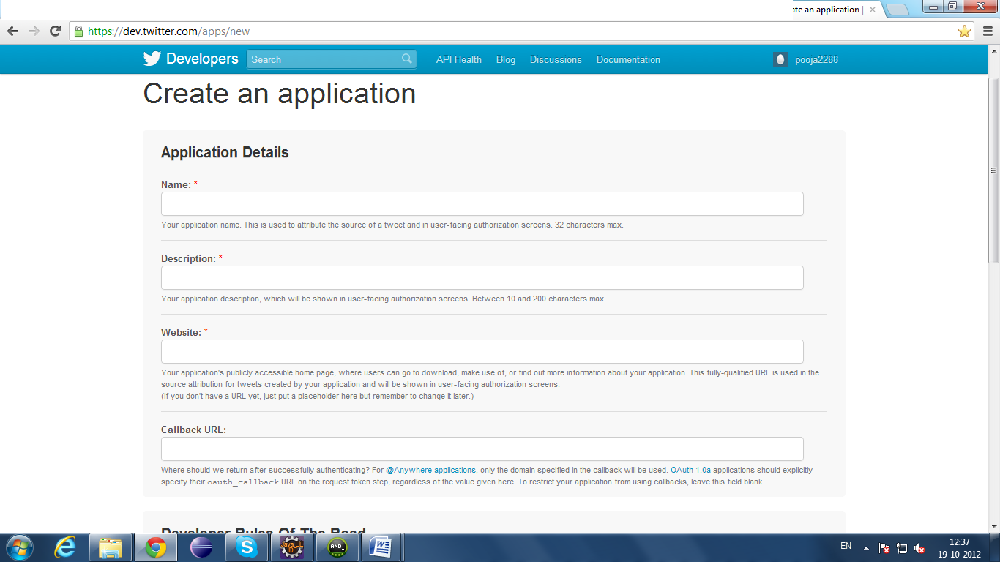 ate an application |
https://dev.twitter.com/apps/new
Developers Search API Health Blog Discussions Documentation pooja2288
Create an application
Application Details
Name: *
Your application name. This is used to attribute the source of a tweet and in user-facing authorization screens. 32 characters max.
Description: *
Your application description, which will be shown in user-facing authorization screens. Between 10 and 200 characters max.
Website: *
Your application's publicly accessible home page, where users can go to download, make use of, or find out more information about your application. This fully-qualified URL is used in the
source attribution for tweets created by your application and will be shown in user-facing authorization screens.
(If you don't have a URL yet, just put a placeholder here but remember to change it later.)
Callback URL:
Where should we return after successfully authenticating? For @Anywhere applications, only the domain specified in the callback will be used. OAuth 1.0a applications should explicitly
specify their oauth_callback URL on the request token step, regardless of the value given here. To restrict your application from using callbacks, leave this field blank.
Developer Rules Of The Road
Java EE
IDE
AND_
EN
12:37
19-10-2012